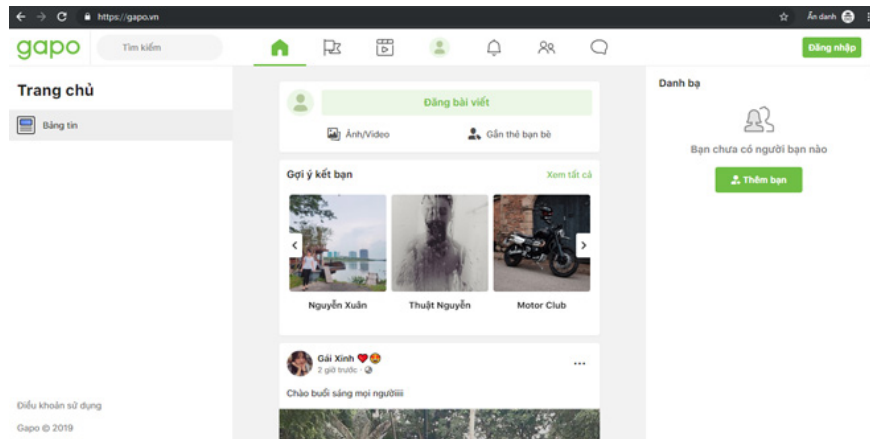 https://gapo.vn
Ẩn danh
gapo
Tìm kiếm
Đăng nhập
Trang chủ
Bảng tin
Đăng bài viết
Ảnh/Video
Gắn thẻ bạn bè
Gợi ý kết bạn
Xem tất cả
Nguyễn Xuân
Thuật Nguyễn
Motor Club
Gái Xinh
2 giờ trước
Chào buổi sáng mọi ngườiiii
Danh bạ
Bạn chưa có người bạn nào
Thêm bạn
Điều khoản sử dụng
Gapo © 2019